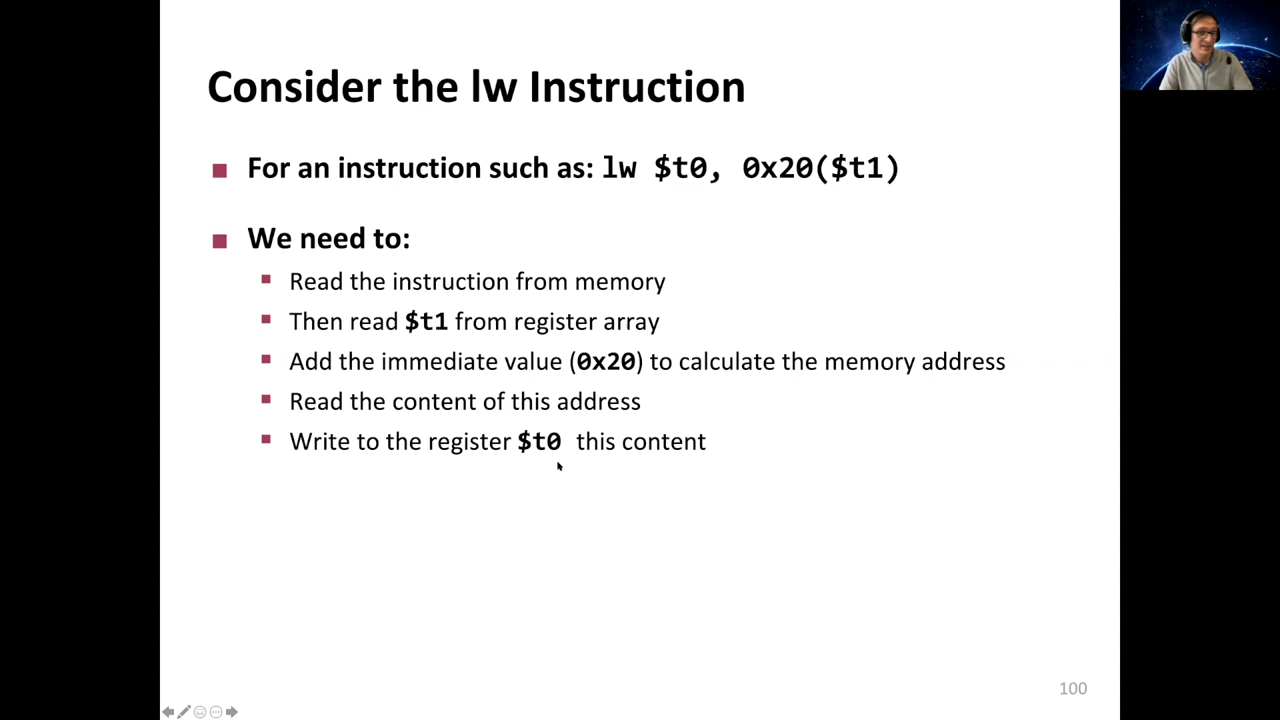 Consider the lw Instruction
For an instruction such as: lw $t0, 0x20($t1)
We need to:
Read the instruction from memory
Then read $t1 from register array
Add the immediate value (0x20) to calculate the memory address
Read the content of this address
Write to the register $t0 this content
100